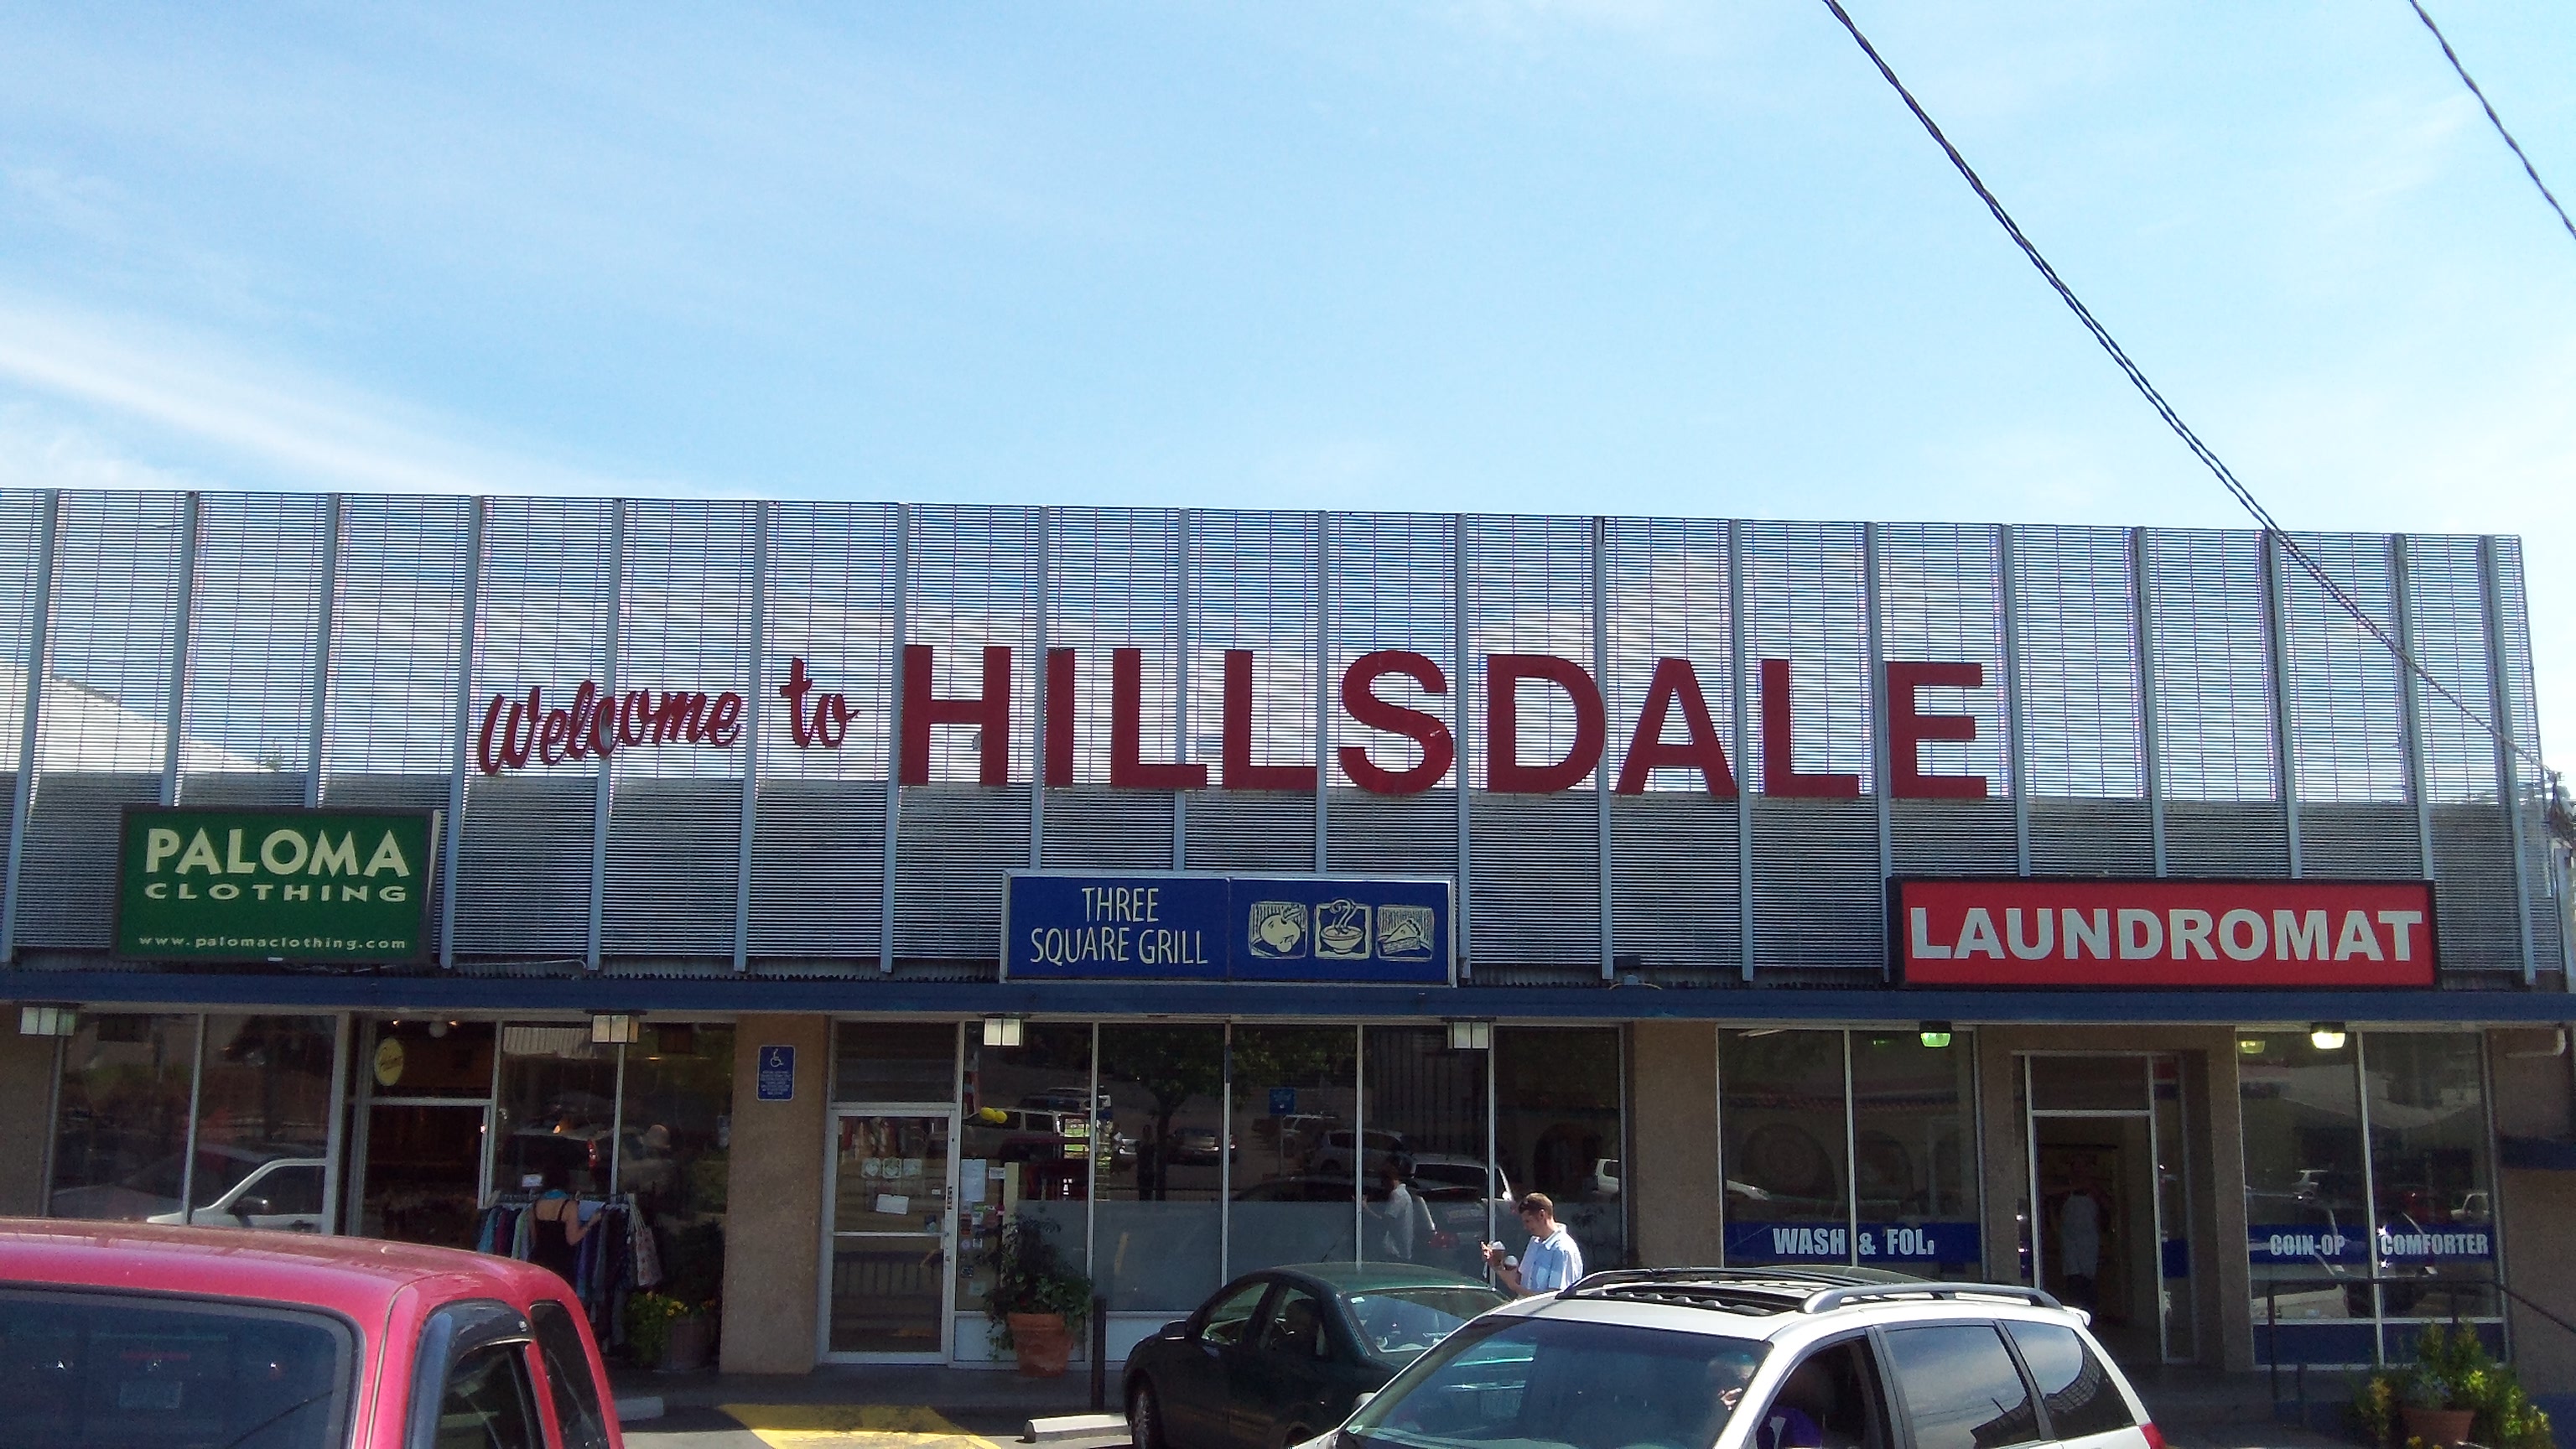 Welcome to HILLSDALE
PALOMA
CLOTHING
www.palomaclothing.com
THREE
SQUARE GRILL
LAUNDROMAT
WASH & FOL
COIN-OP COMFORTER